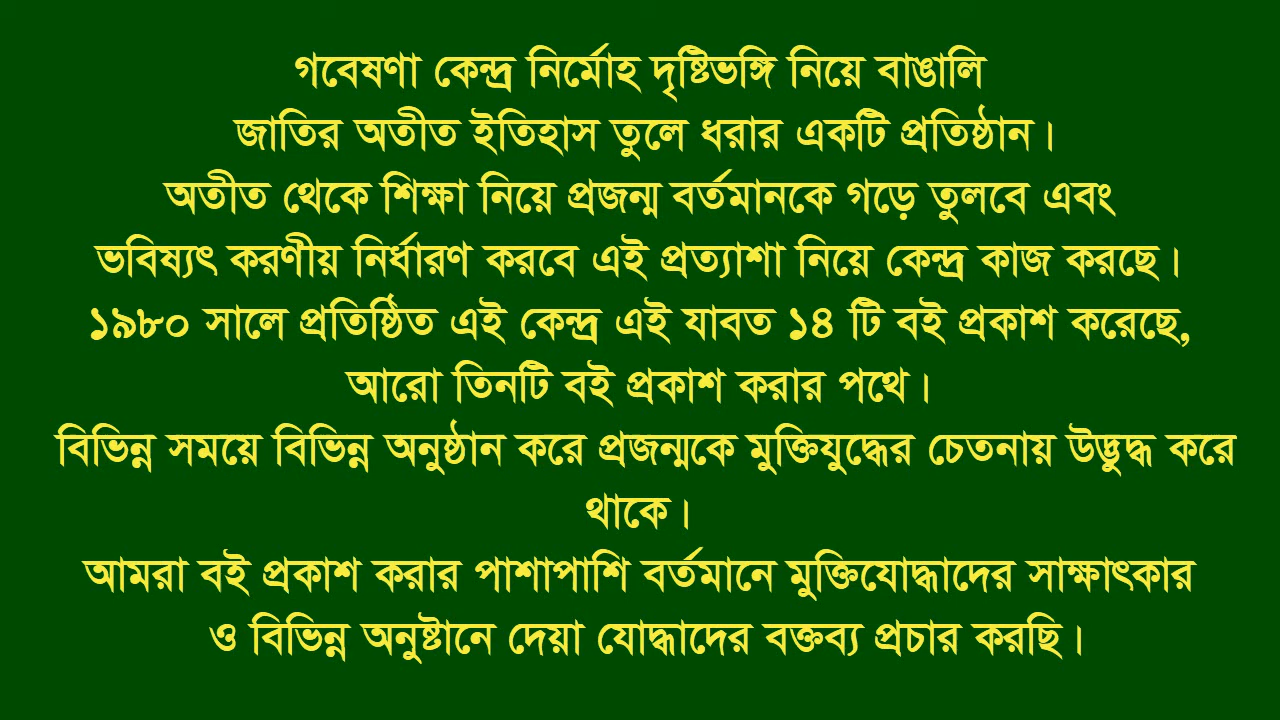 গবেষণা কেন্দ্র নির্মোহ দৃষ্টিভঙ্গি নিয়ে বাঙালি
জাতির অতীত ইতিহাস তুলে ধরার একটি প্রতিষ্ঠান।
অতীত থেকে শিক্ষা নিয়ে প্রজন্ম বর্তমানকে গড়ে তুলবে এবং
ভবিষ্যৎ করণীয় নির্ধারণ করবে এই প্রত্যাশা নিয়ে কেন্দ্র কাজ করছে।
১৯৮০ সালে প্রতিষ্ঠিত এই কেন্দ্র এই যাবত ১৪ টি বই প্রকাশ করেছে,
আরো তিনটি বই প্রকাশ করার পথে।
বিভিন্ন সময়ে বিভিন্ন অনুষ্ঠান করে প্রজন্মকে মুক্তিযুদ্ধের চেতনায় উদ্ভুদ্ধ করে
থাকে।
আমরা বই প্রকাশ করার পাশাপাশি বর্তমানে মুক্তিযোদ্ধাদের সাক্ষাৎকার
ও বিভিন্ন অনুষ্টানে দেয়া যোদ্ধাদের বক্তব্য প্রচার করছি।